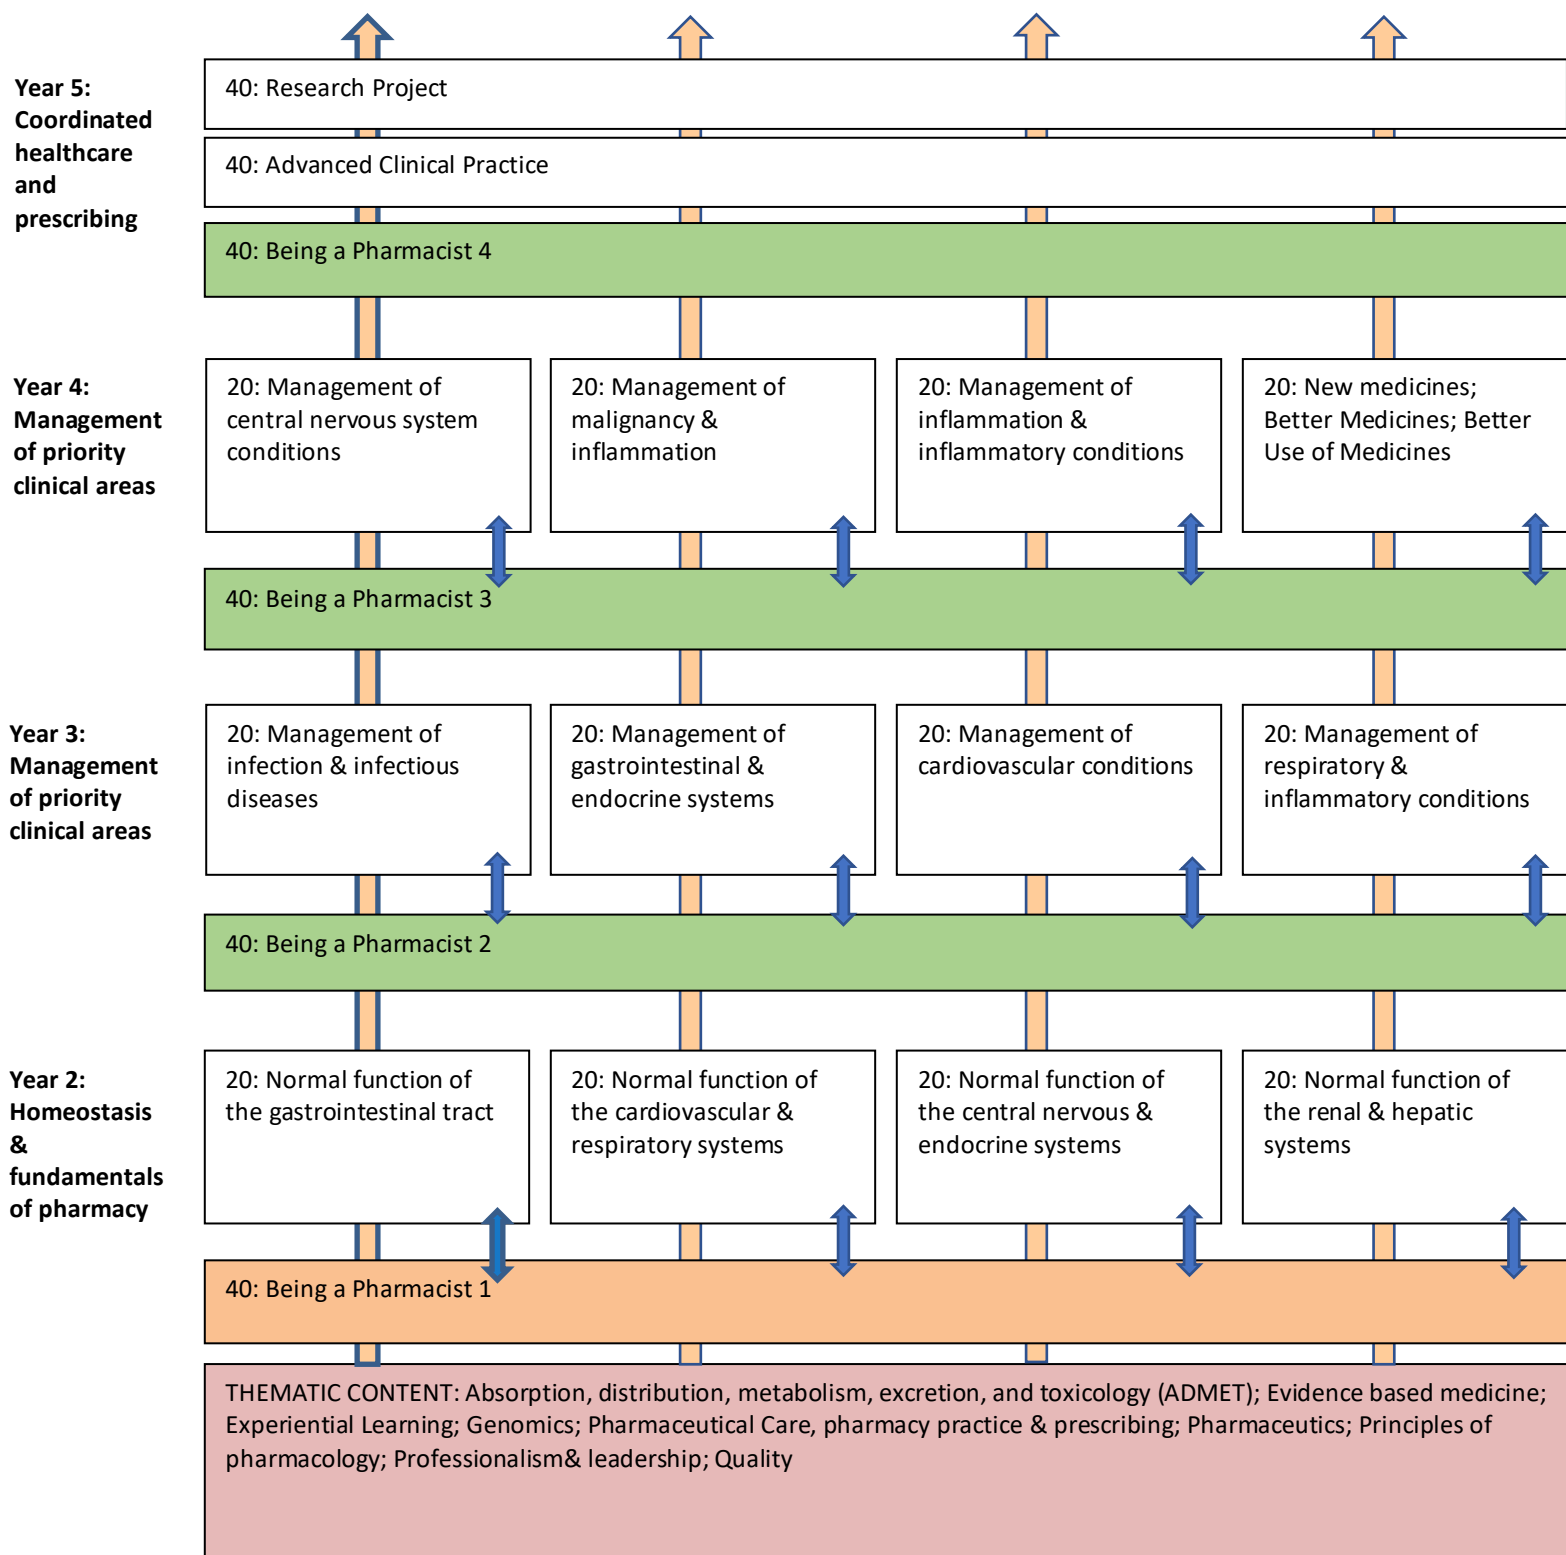 Year 5:
Coordinated
healthcare
and
prescribing
40: Research Project
40: Advanced Clinical Practice
40: Being a Pharmacist 4
Year 4:
Management
of priority
clinical areas
20: Management of
central nervous system
conditions
20: Management of
malignancy &
inflammation
20: Management of
inflammation &
inflammatory conditions
20: New medicines;
Better Medicines; Better
Use of Medicines
40: Being a Pharmacist 3
Year 3:
Management
of priority
clinical areas
20: Management of
infection & infectious
diseases
20: Management of
gastrointestinal &
endocrine systems
20: Management of
cardiovascular conditions
20: Management of
respiratory &
inflammatory conditions
40: Being a Pharmacist 2
Year 2:
Homeostasis
&
fundamentals
of pharmacy
20: Normal function of
the gastrointestinal tract
20: Normal function of
the cardiovascular &
respiratory systems
20: Normal function of
the central nervous &
endocrine systems
20: Normal function of
the renal & hepatic
systems
40: Being a Pharmacist 1
THEMATIC CONTENT: Absorption, distribution, metabolism, excretion, and toxicology (ADMET); Evidence based medicine;
Experiential Learning; Genomics; Pharmaceutical Care, pharmacy practice & prescribing; Pharmaceutics; Principles of
pharmacology; Professionalism& leadership; Quality